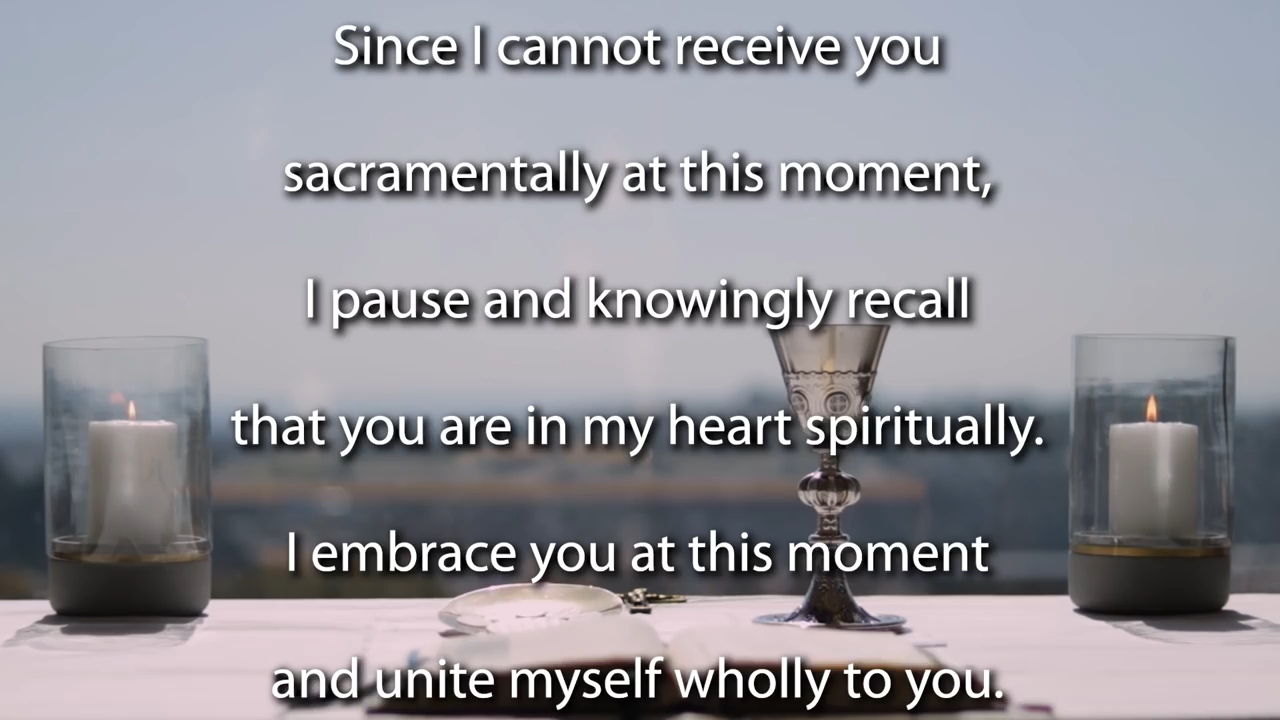 Since I cannot receive you
sacramentally at this moment,
I pause and knowingly recall
that you are in my heart spiritually.
I embrace you at this moment
and unite myself wholly to you.